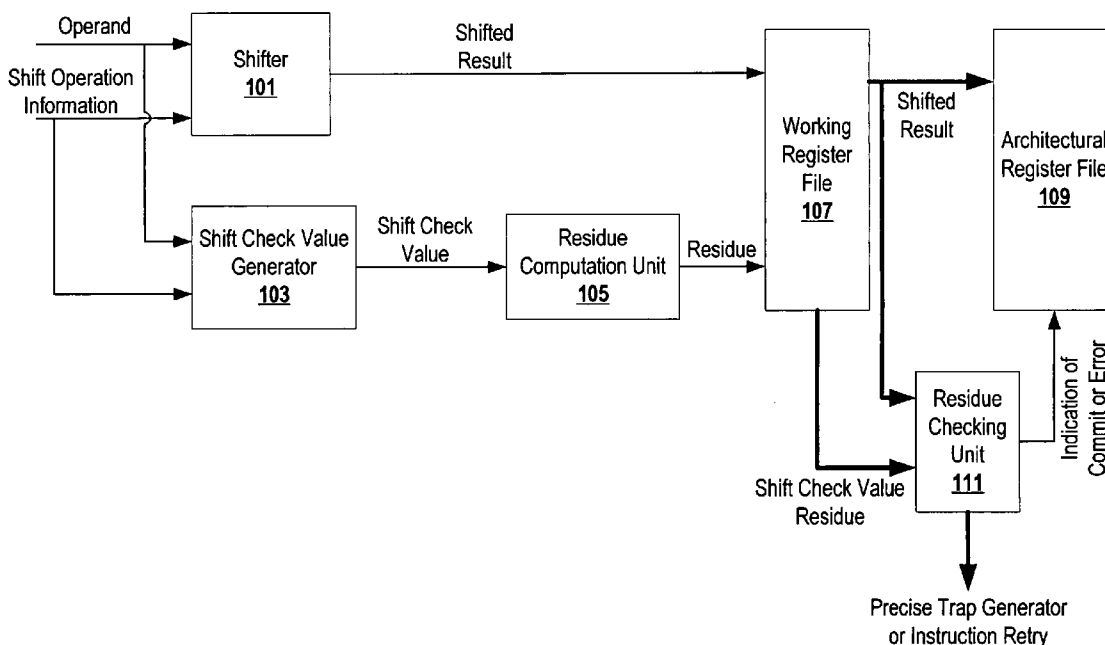 Operand
Shift Operation
Information
Shifter
101
Shifted
Result
Shift Check Value
Generator
103
Shift Check
Value
Residue
Computation Unit
105
Residue
Working
Register
File
107
Shifted
Result
Architectural
Register File
109
Residue
Checking
Unit
111
Indication of
Commit or Error
Shift Check Value
Residue
Precise Trap Generator
or Instruction Retry